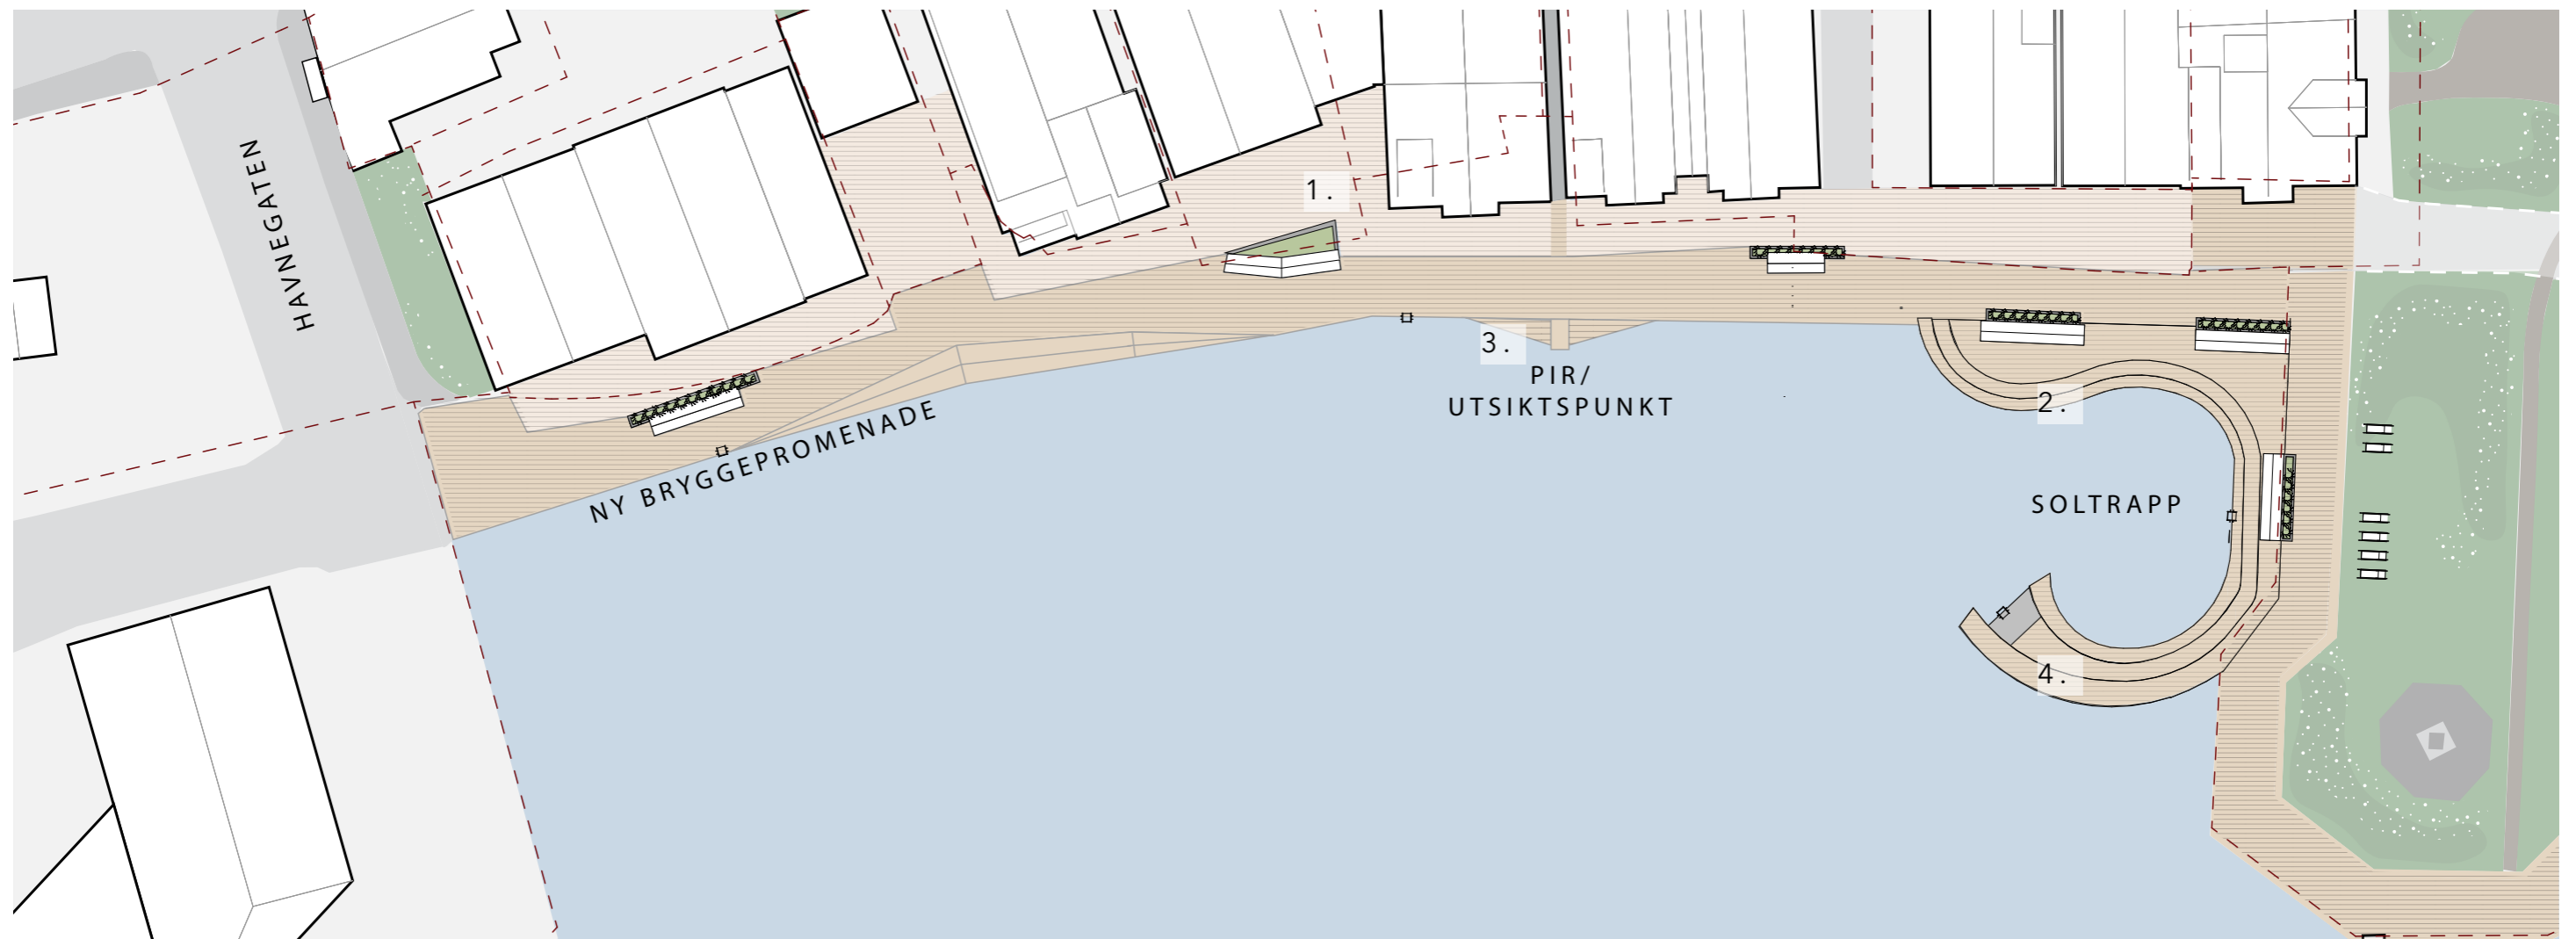 HAVNEGATEN
1.
3.
PIR/
UTSIKTSPUNKT
2.
NY BRYGGEPROMENADE
SOLTRAPP
4.